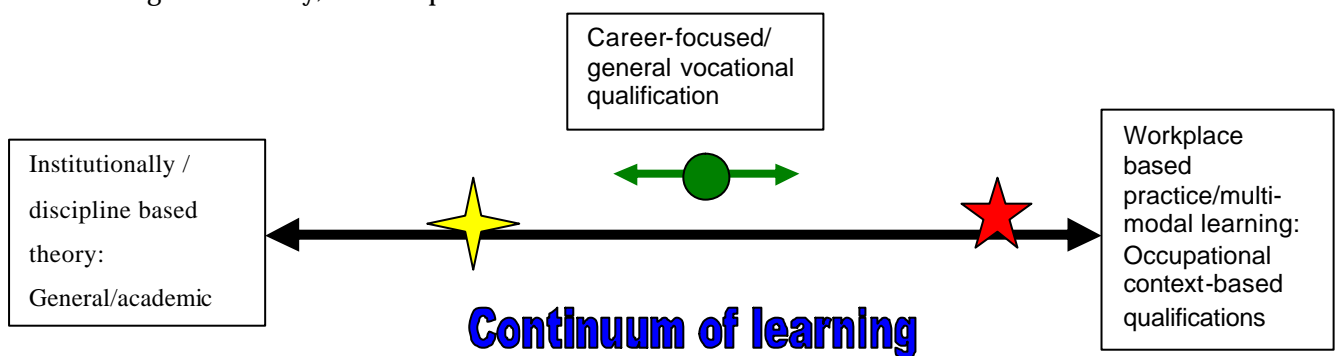 Career-focused/
general vocational
qualification
Institutionally /
discipline based
theory:
General/academic
Workplace
based
practice/multi-
modal learning:
Occupational
context-based
qualifications
Continuum of learning